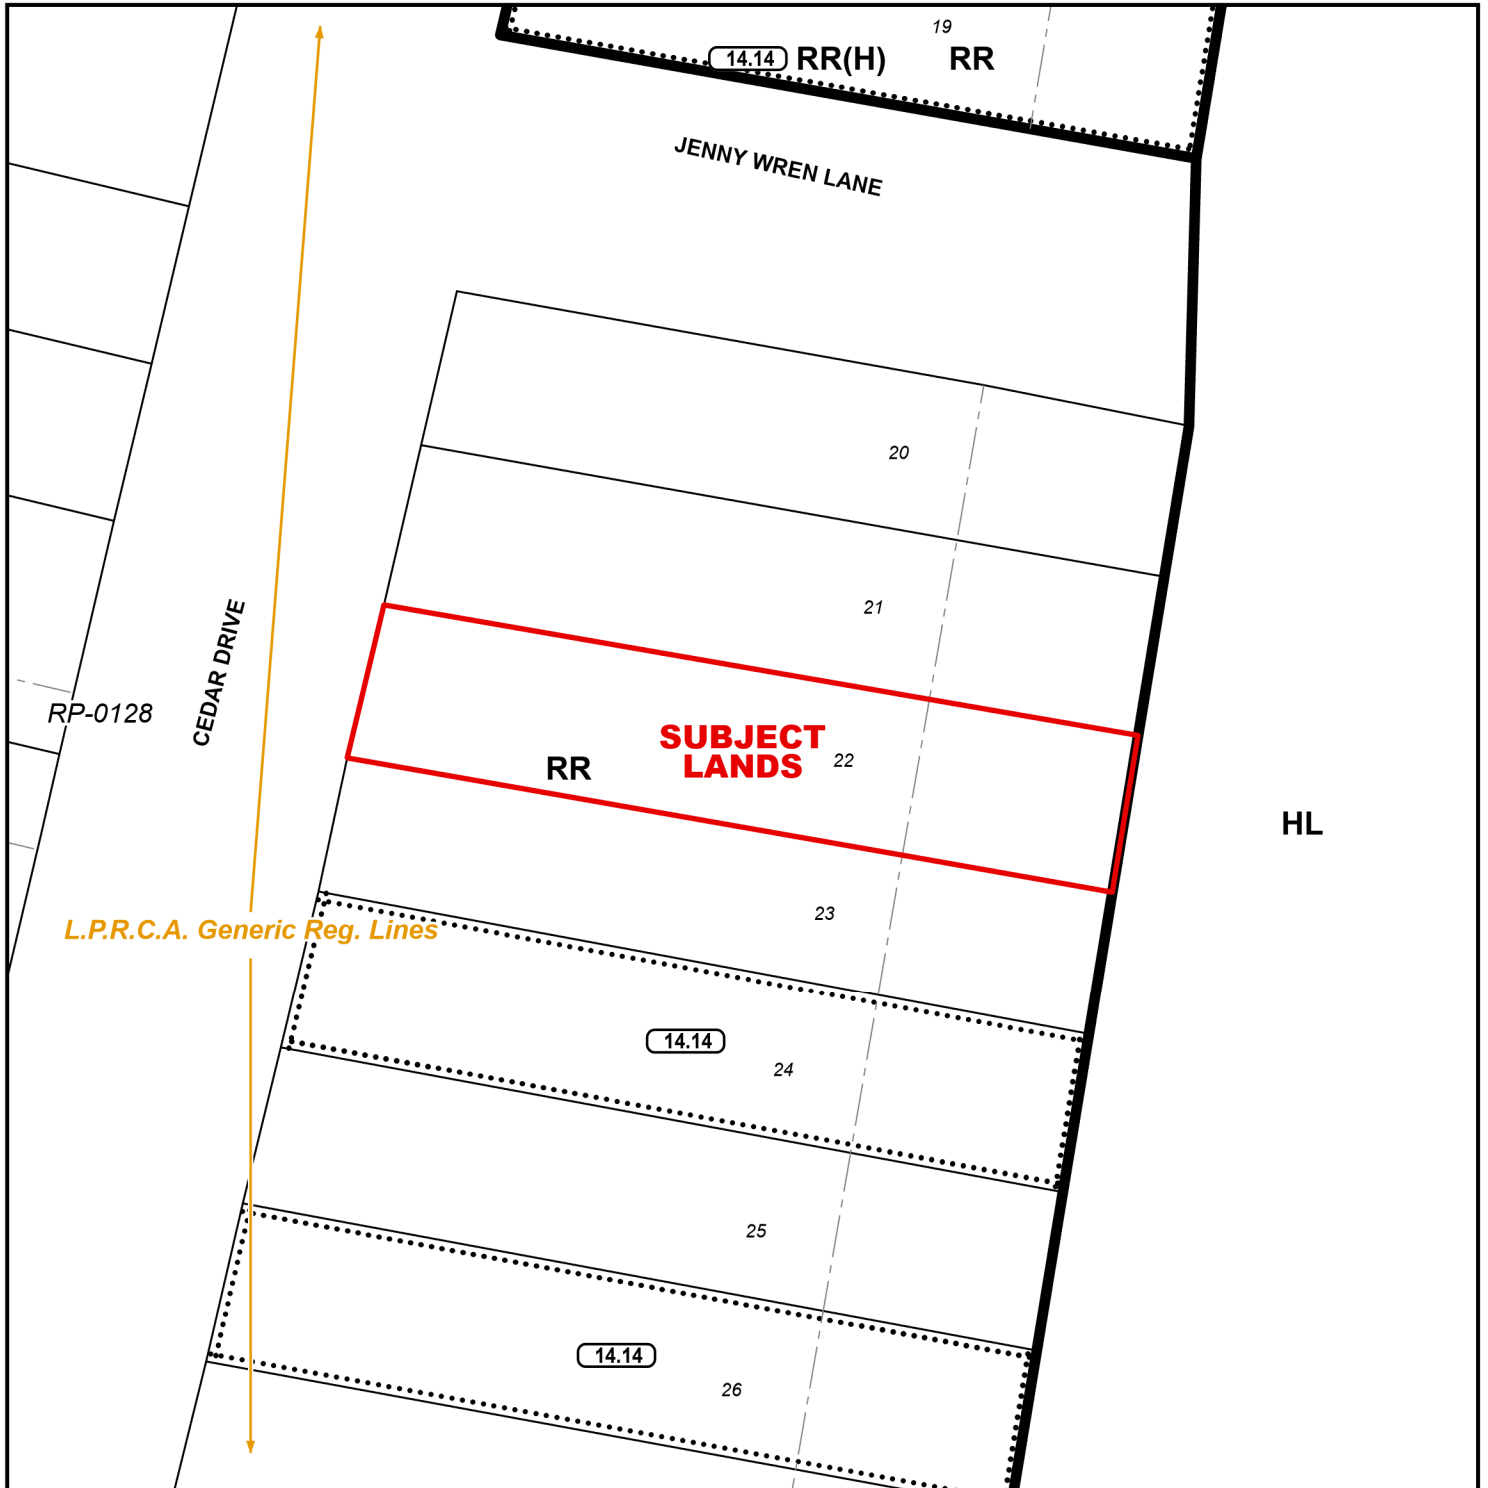 19
14.14 RR(H) RR
JENNY WREN LANE
20
21
CEDAR DRIVE
RP-0128
SUBJECT
LANDS
22
RR
HL
23
L.P.R.C.A. Generic Reg. Lines
14.14
24
25
14.14
26